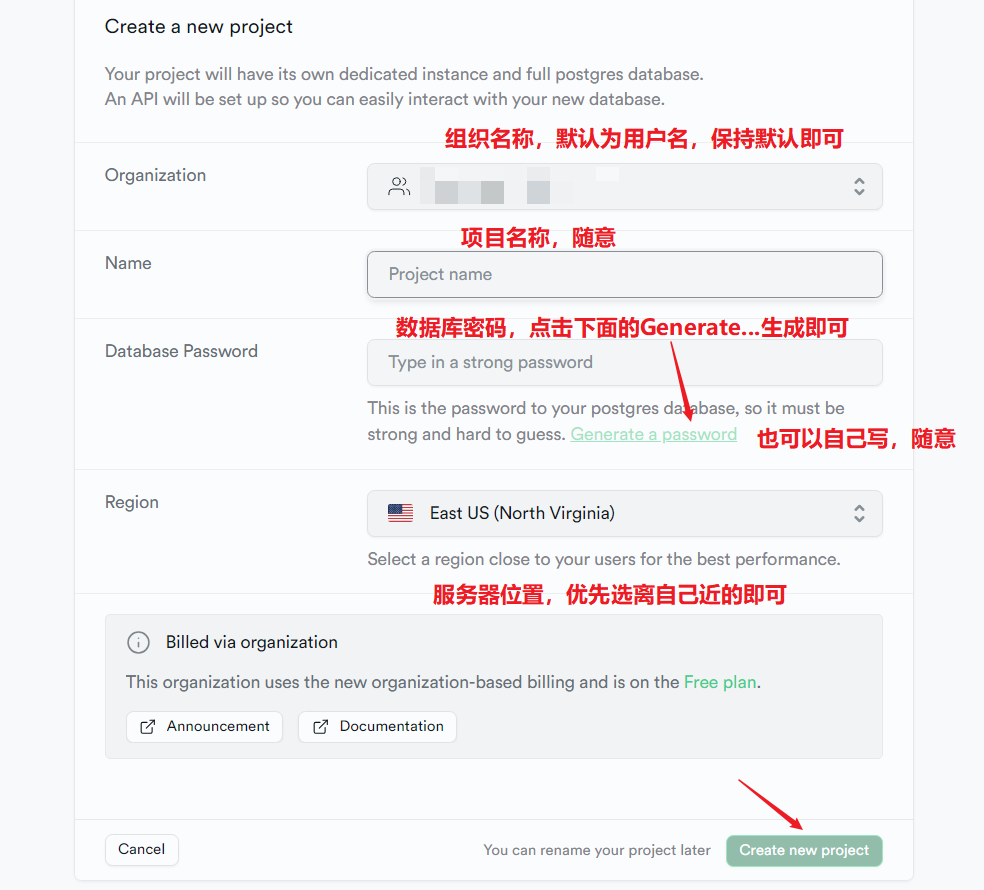 Create a new project
Your project will have its own dedicated instance and full postgres database.
An API will be set up so you can easily interact with your new database.
组织名称，默认为用户名，保持默认即可
Organization
项目名称，随意
Name
Project name
数据库密码，点击下面的Generate...生成即可
Database Password
Type in a strong password
This is the password to your postgres database, so it must be
strong and hard to guess. Generate a password
也可以自己写，随意
Region
East US (North Virginia)
Select a region close to your users for the best performance.
服务器位置，优先选离自己近的即可
Billed via organization
This organization uses the new organization-based billing and is on the Free plan.
Announcement
Documentation
Cancel
You can rename your project later
Create new project